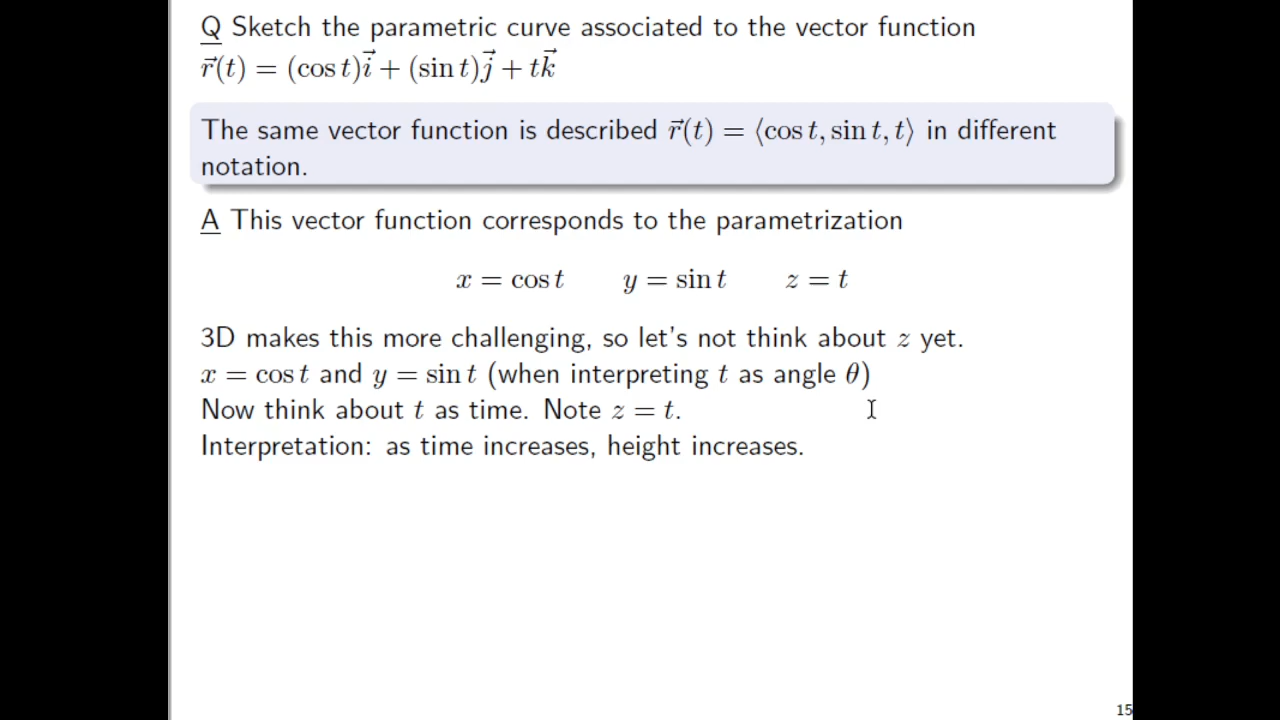 Q Sketch the parametric curve associated to the vector function
r⃗(t) = (cos t)i⃗ + (sin t)j⃗ + tk⃗
The same vector function is described r⃗(t) = ⟨cos t, sin t, t⟩ in different
notation.
A This vector function corresponds to the parametrization
x = cos t y = sin t z = t
3D makes this more challenging, so let's not think about z yet.
x = cos t and y = sin t (when interpreting t as angle θ)
Now think about t as time. Note z = t.
Interpretation: as time increases, height increases.
15